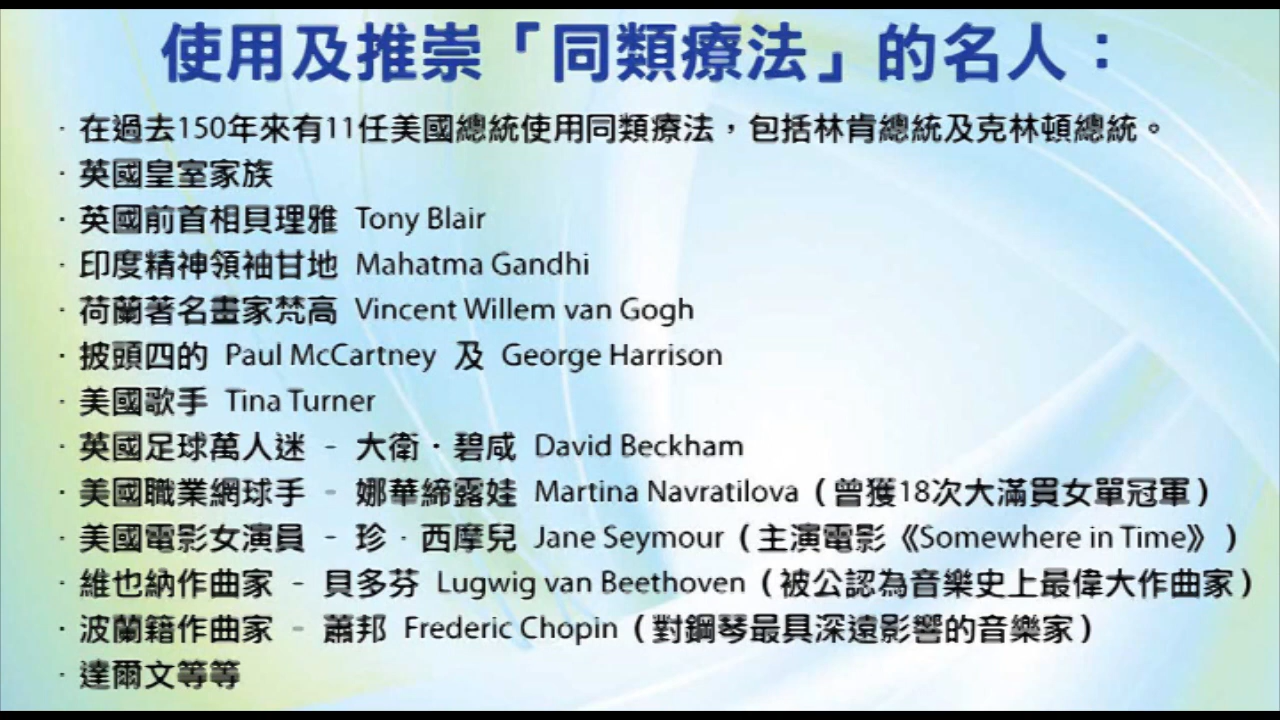 使用及推崇「同類療法」的名人：
· 在過去150年來有11任美國總統使用同類療法，包括林肯總統及克林頓總統。
· 英國皇室家族
· 英國前首相貝理雅 Tony Blair
· 印度精神領袖甘地 Mahatma Gandhi
· 荷蘭著名畫家梵高 Vincent Willem van Gogh
· 披頭四的 Paul McCartney 及 George Harrison
· 美國歌手 Tina Turner
· 英國足球萬人迷 – 大衛·碧咸 David Beckham
· 美國職業網球手 – 娜華締露娃 Martina Navratilova（曾獲18次大滿貫女單冠軍）
· 美國電影女演員 – 珍·西摩兒 Jane Seymour（主演電影《Somewhere in Time》）
· 維也納作曲家 – 貝多芬 Lugwig van Beethoven（被公認為音樂史上最偉大作曲家）
· 波蘭籍作曲家 – 蕭邦 Frederic Chopin（對鋼琴最具深遠影響的音樂家）
· 達爾文等等